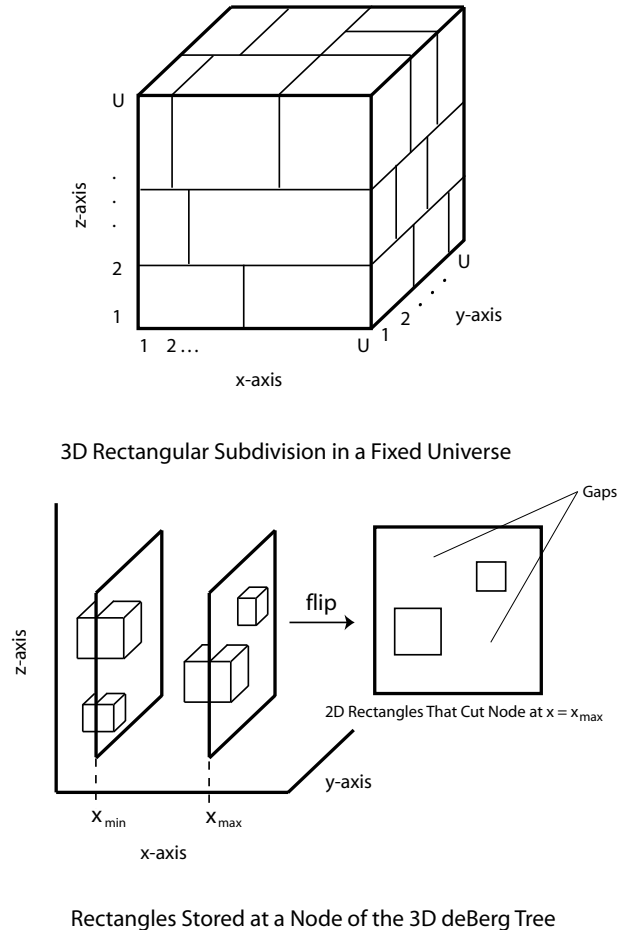 U
z-axis
.
.
.
2
1
1 2 ... U
x-axis
1
2
. . . .
U
y-axis
3D Rectangular Subdivision in a Fixed Universe
Gaps
flip
z-axis
2D Rectangles That Cut Node at x = xmax
y-axis
xmin
xmax
x-axis
Rectangles Stored at a Node of the 3D deBerg Tree